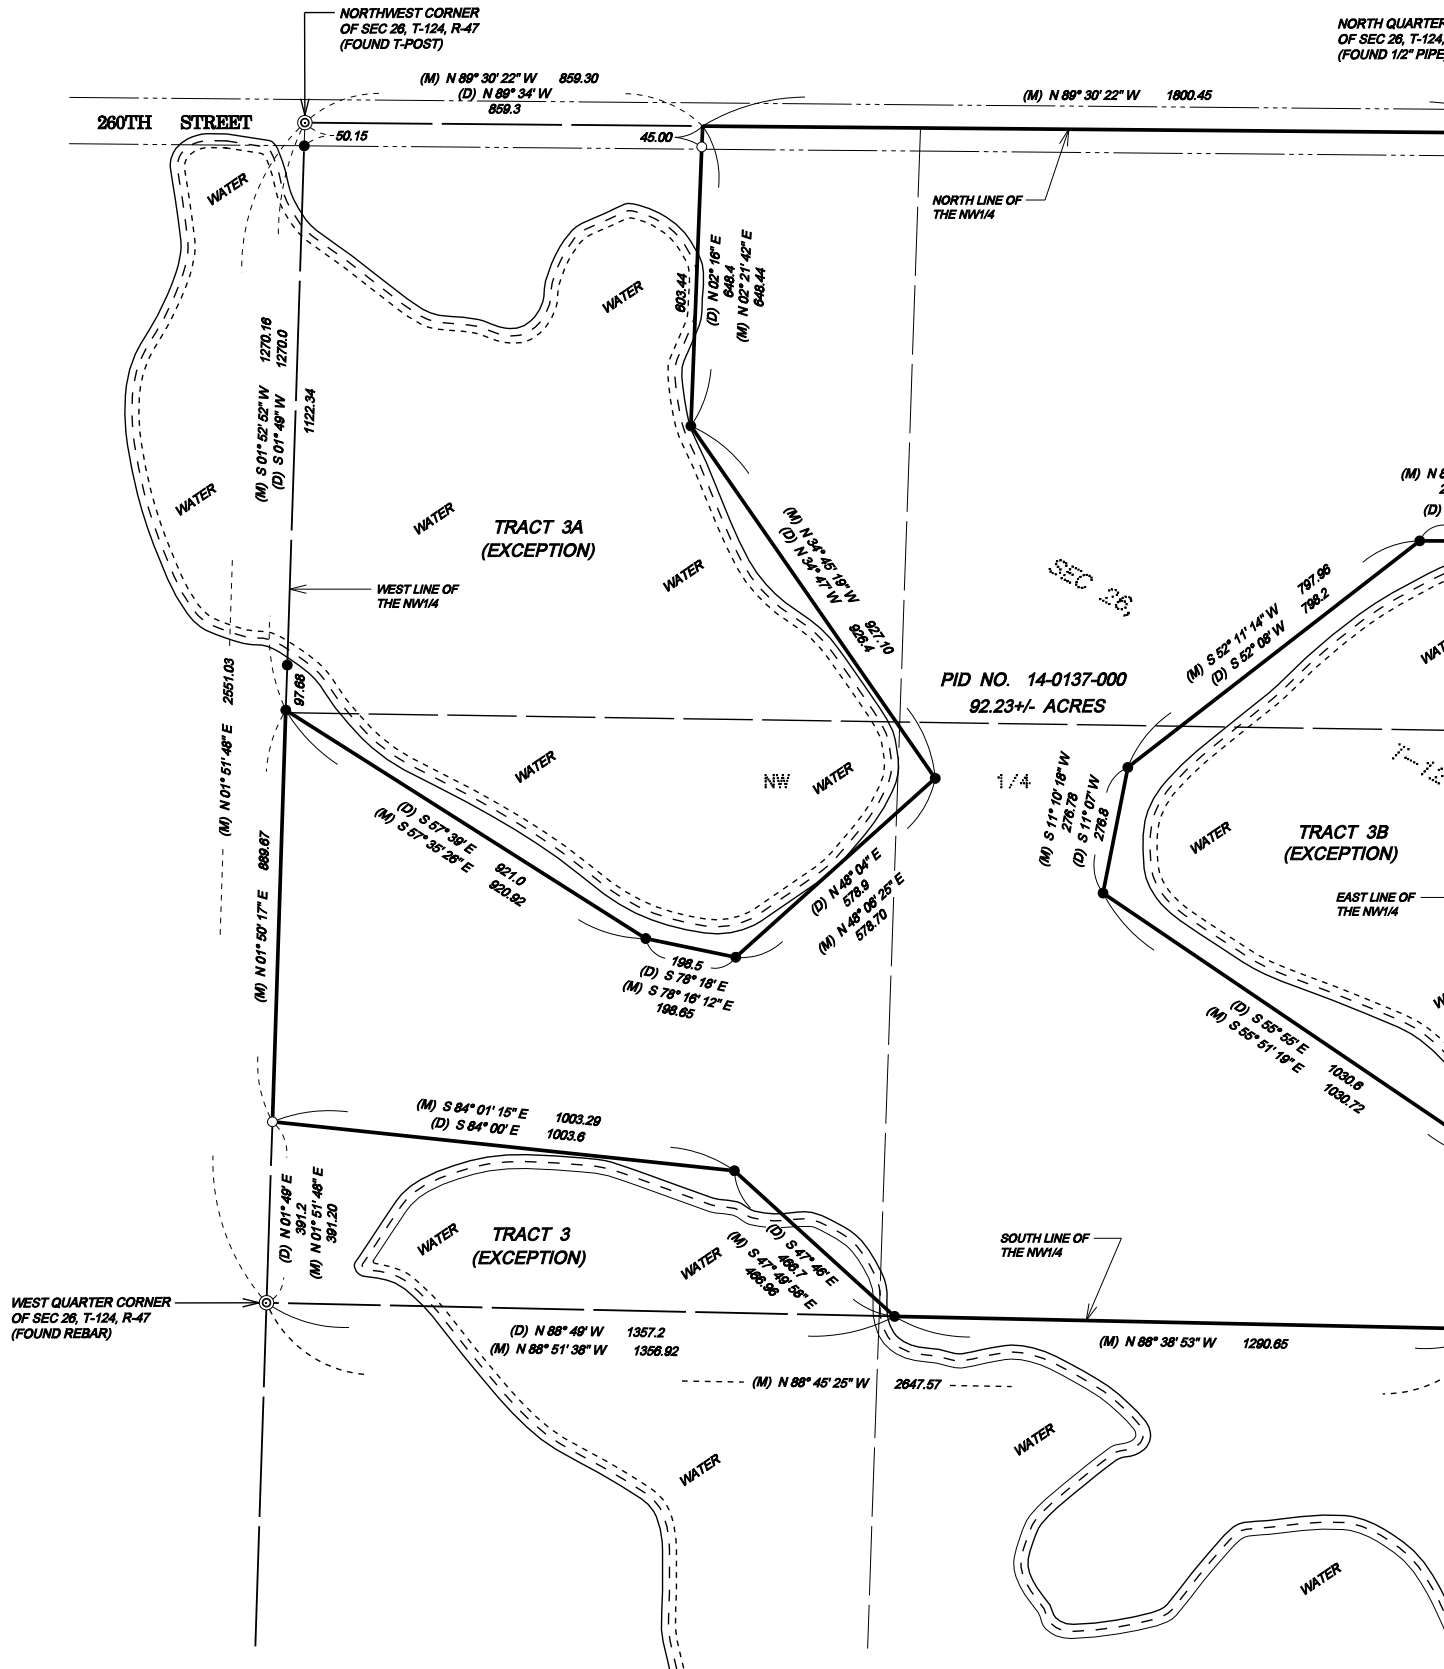 NORTHWEST CORNER
OF SEC 26, T-124, R-47
(FOUND T-POST)
NORTH QUARTER
OF SEC 26, T-124,
(FOUND 1/2" PIPE
(M) N 89° 30' 22" W 859.30
(D) N 89° 34' W
859.3
(M) N 89° 30' 22" W 1800.45
260TH STREET
50.15
45.00
WATER
NORTH LINE OF
THE NW1/4
603.44
(D) N 02° 16' E
648.4
(M) N 02° 21' 42" E
648.44
WATER
(M) S 01° 52' 52" W 1270.16
(D) S 01° 49' W 1270.0
1122.34
WATER
WATER
TRACT 3A
(EXCEPTION)
WATER
(M) N 34° 45' 19" W 927.10
(D) N 34° 47' W 926.4
(M) N 8
2
(D)
SEC 26,
WEST LINE OF
THE NW1/4
797.96
798.2
(M) S 52° 11' 14" W
(D) S 52° 08' W
WAT
(M) N 01° 51' 48" E 2551.03
97.68
PID NO. 14-0137-000
92.23+/- ACRES
WATER
WATER
NW 1/4
T-12
(M) S 11° 10' 18" W
276.78
(D) S 11° 07' W
276.8
WATER
TRACT 3B
(EXCEPTION)
(D) S 57° 39' E 921.0
(M) S 57° 35' 26" E 920.92
(M) N 01° 50' 17" E 889.67
(D) N 48° 04' E
578.9
(M) N 48° 06' 25" E
578.70
EAST LINE OF
THE NW1/4
198.5
(D) S 78° 18' E
(M) S 78° 16' 12" E
198.65
W
(D) S 55° 55' E 1030.6
(M) S 55° 51' 19" E 1030.72
(M) S 84° 01' 15" E 1003.29
(D) S 84° 00' E 1003.6
(D) N 01° 49' E
391.2
(M) N 01° 51' 48" E
391.20
WATER
TRACT 3
(EXCEPTION)
WATER
(D) S 47° 46' E
466.7
(M) S 47° 49' 58" E
466.96
SOUTH LINE OF
THE NW1/4
WEST QUARTER CORNER
OF SEC 26, T-124, R-47
(FOUND REBAR)
(D) N 88° 49' W 1357.2
(M) N 88° 51' 38" W 1356.92
(M) N 88° 38' 53" W 1290.65
(M) N 88° 45' 25" W 2647.57
WATER
WATER
WATER